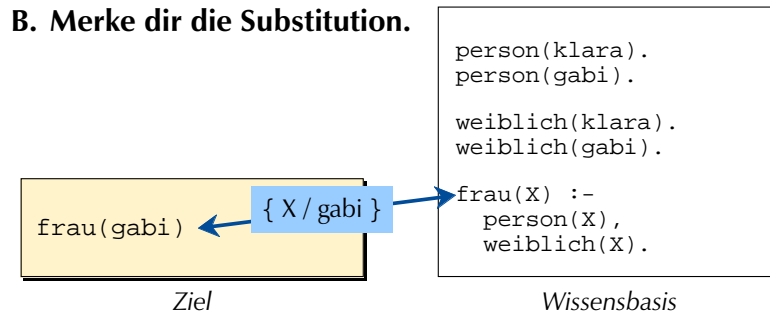 B. Merke dir die Substitution.
person(klara).
person(gabi).
weiblich(klara).
weiblich(gabi).
frau(X) :-
person(X),
weiblich(X).
{ X / gabi }
frau(gabi)
Ziel
Wissensbasis